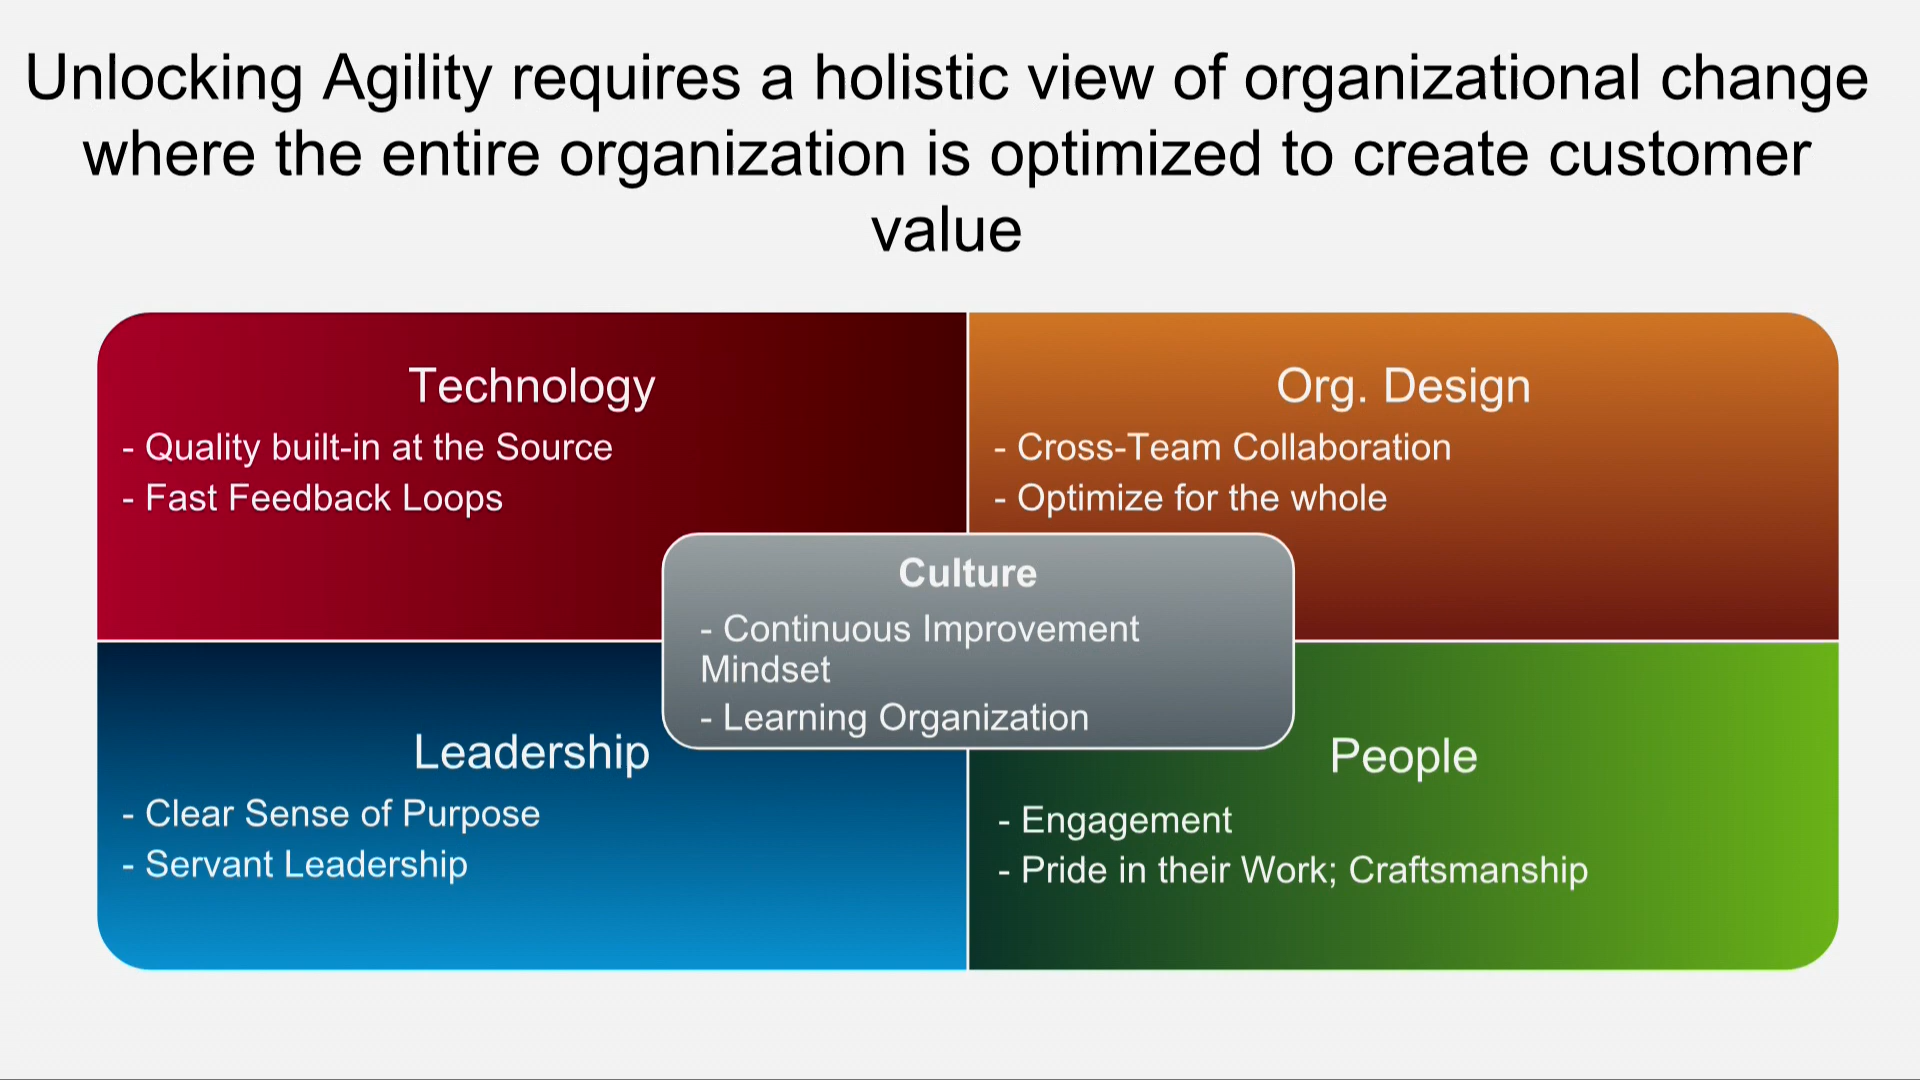 Unlocking Agility requires a holistic view of organizational change
where the entire organization is optimized to create customer
value
Technology
- Quality built-in at the Source
- Fast Feedback Loops
Org. Design
- Cross-Team Collaboration
- Optimize for the whole
Culture
- Continuous Improvement
Mindset
- Learning Organization
Leadership
- Clear Sense of Purpose
- Servant Leadership
People
- Engagement
- Pride in their Work; Craftsmanship